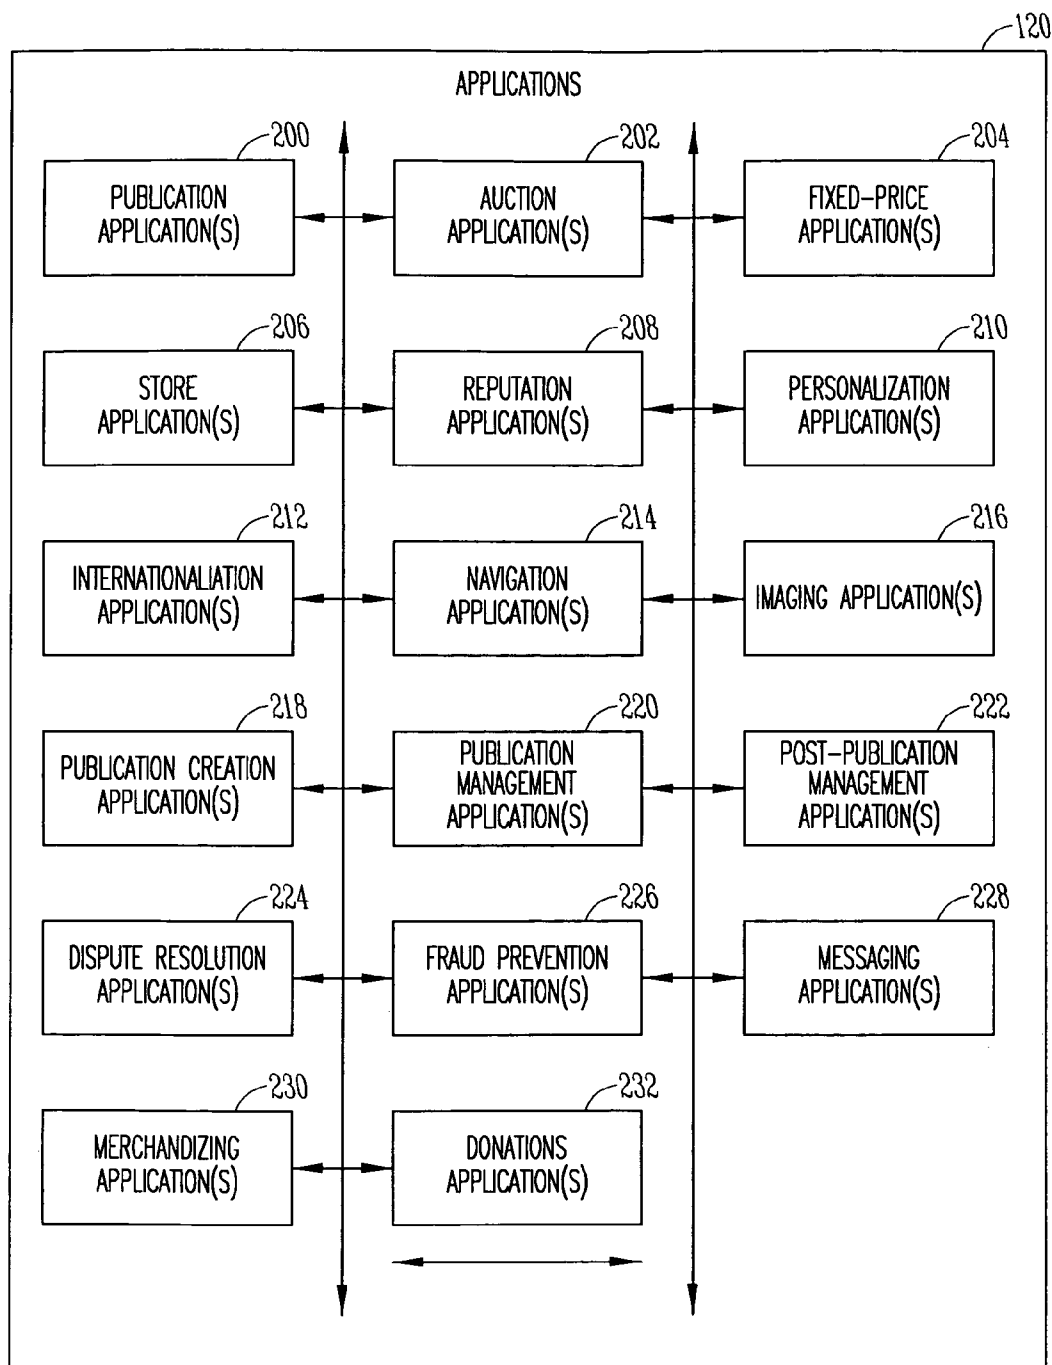 120
APPLICATIONS
200
PUBLICATION
APPLICATION(S)
202
AUCTION
APPLICATION(S)
204
FIXED-PRICE
APPLICATION(S)
206
STORE
APPLICATION(S)
208
REPUTATION
APPLICATION(S)
210
PERSONALIZATION
APPLICATION(S)
212
INTERNATIONALIATION
APPLICATION(S)
214
NAVIGATION
APPLICATION(S)
216
IMAGING APPLICATION(S)
218
PUBLICATION CREATION
APPLICATION(S)
220
PUBLICATION
MANAGEMENT
APPLICATION(S)
222
POST-PUBLICATION
MANAGEMENT
APPLICATION(S)
224
DISPUTE RESOLUTION
APPLICATION(S)
226
FRAUD PREVENTION
APPLICATION(S)
228
MESSAGING
APPLICATION(S)
230
MERCHANDIZING
APPLICATION(S)
232
DONATIONS
APPLICATION(S)